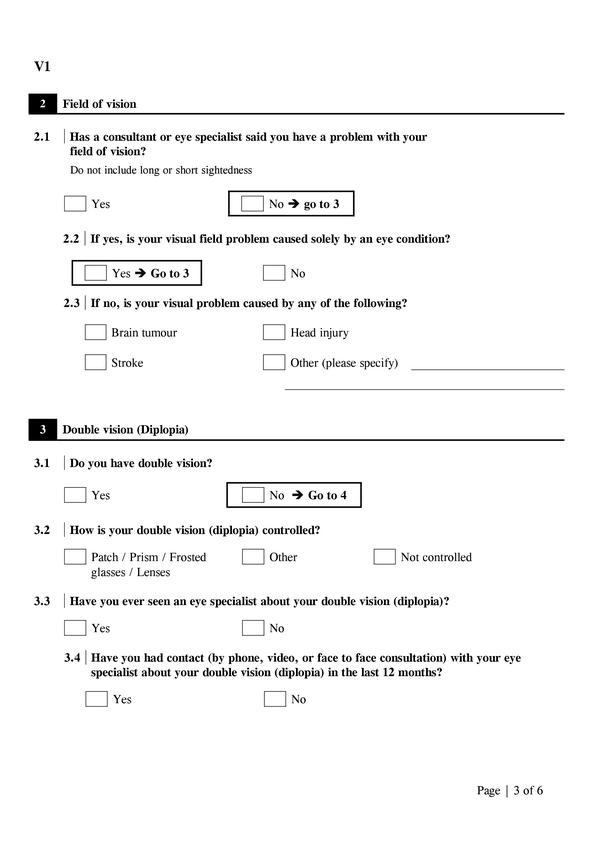 V1
2 Field of vision
2.1 Has a consultant or eye specialist said you have a problem with your
field of vision?
Do not include long or short sightedness
Yes No ➔ go to 3
2.2 If yes, is your visual field problem caused solely by an eye condition?
Yes ➔ Go to 3 No
2.3 If no, is your visual problem caused by any of the following?
Brain tumour Head injury
Stroke Other (please specify)
3 Double vision (Diplopia)
3.1 Do you have double vision?
Yes No ➔ Go to 4
3.2 How is your double vision (diplopia) controlled?
Patch / Prism / Frosted Other Not controlled
glasses / Lenses
3.3 Have you ever seen an eye specialist about your double vision (diplopia)?
Yes No
3.4 Have you had contact (by phone, video, or face to face consultation) with your eye
specialist about your double vision (diplopia) in the last 12 months?
Yes No
Page | 3 of 6